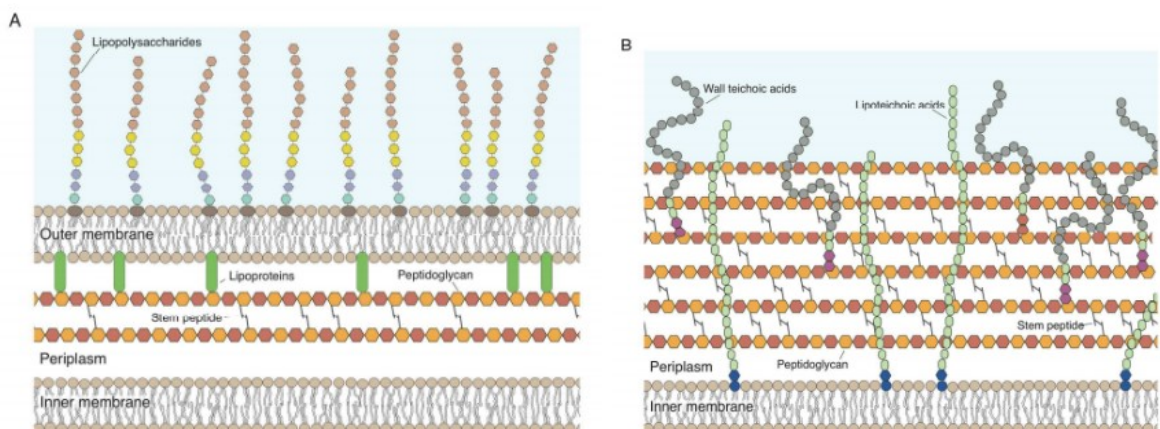 A
Lipopolysaccharides
Outer membrane
Lipoproteins
Peptidoglycan
Stem peptide
Periplasm
Inner membrane
B
Wall teichoic acids
Lipoteichoic acids
Stem peptide
Periplasm
Peptidoglycan
Inner membrane